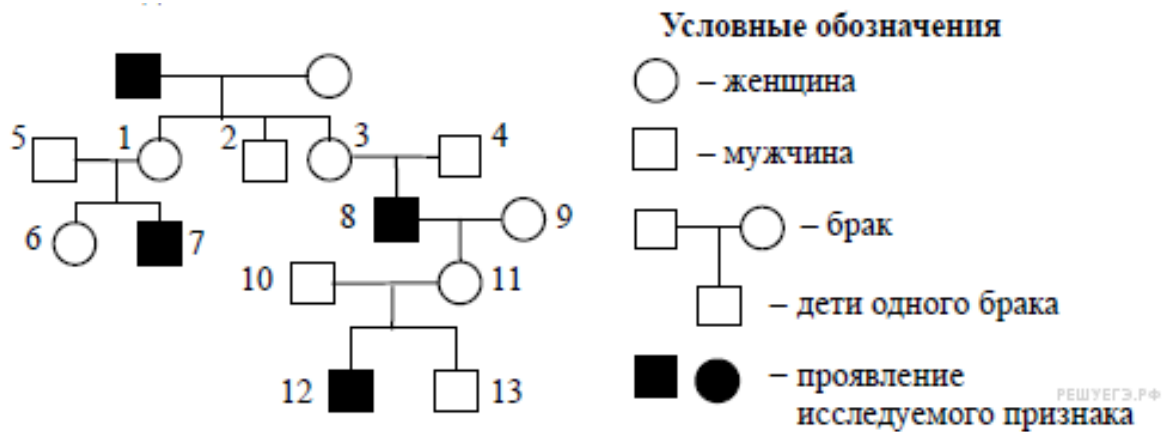 Условные обозначения
– женщина
– мужчина
– брак
– дети одного брака
– проявление
исследуемого признака
5
1
2
3
4
6
7
8
9
10
11
12
13
РЕШУЕГЭ.РФ